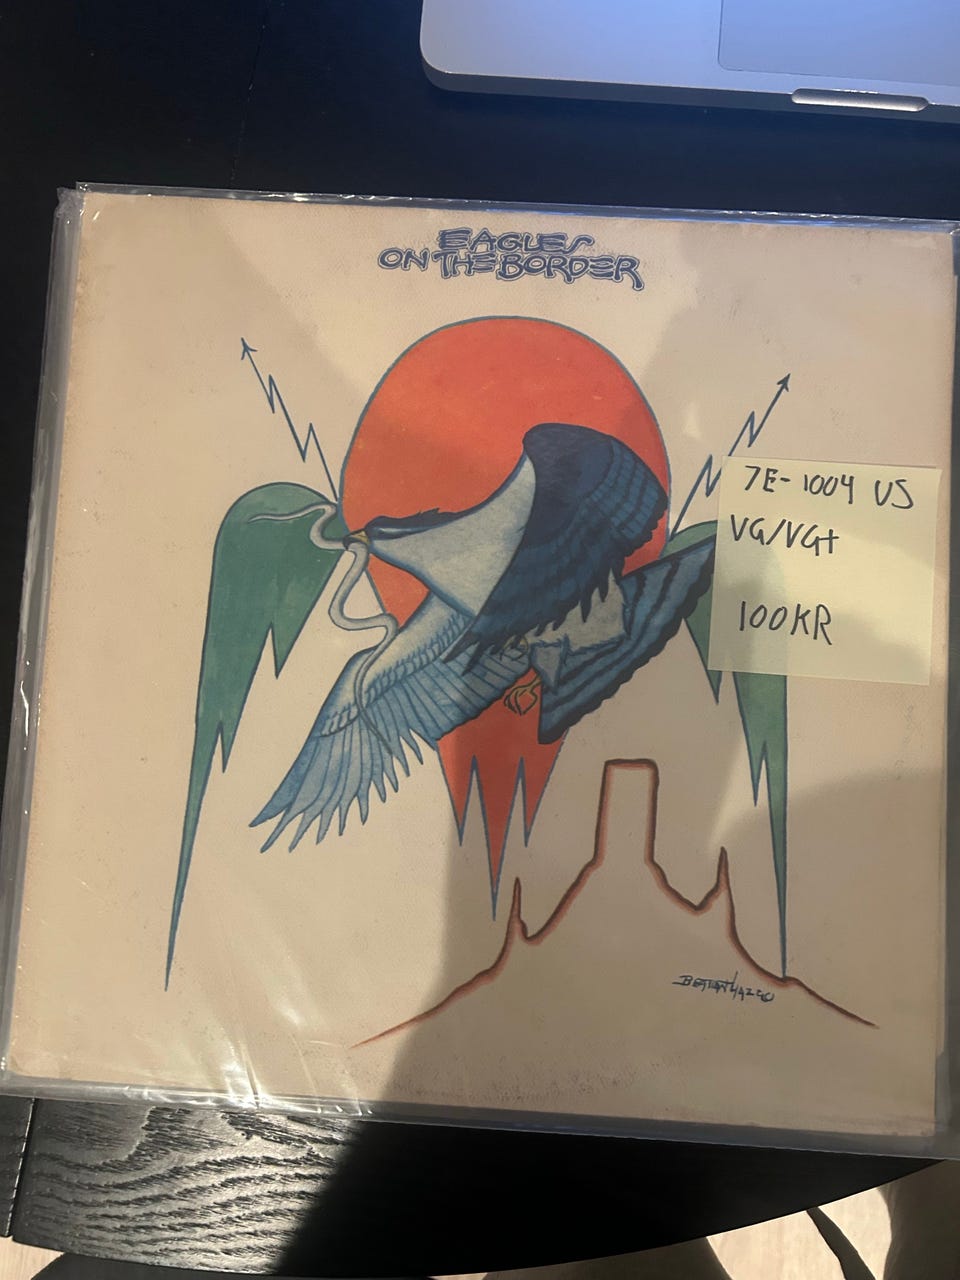 EAGLES
ON THE BORDER
7E-1004 US
VG/VG+
100KR